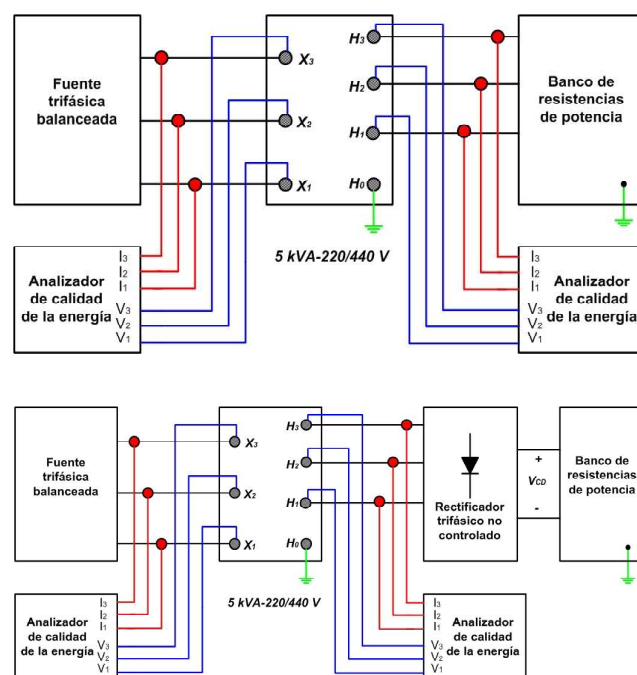 Fuente
trifásica
balanceada
X3
X2
X1
H3
H2
H1
H0
5 kVA-220/440 V
Banco de
resistencias
de potencia
Analizador
de calidad
de la energía
I3
I2
I1
V3
V2
V1
I3
I2
I1
V3
V2
V1
Analizador
de calidad
de la energía
Fuente
trifásica
balanceada
X3
X2
X1
H3
H2
H1
H0
5 kVA-220/440 V
Rectificador
trifásico no
controlado
+
VCD
-
Banco de
resistencias
de potencia
Analizador
de calidad
de la energía
I3
I2
I1
V3
V2
V1
I3
I2
I1
V3
V2
V1
Analizador
de calidad
de la energía